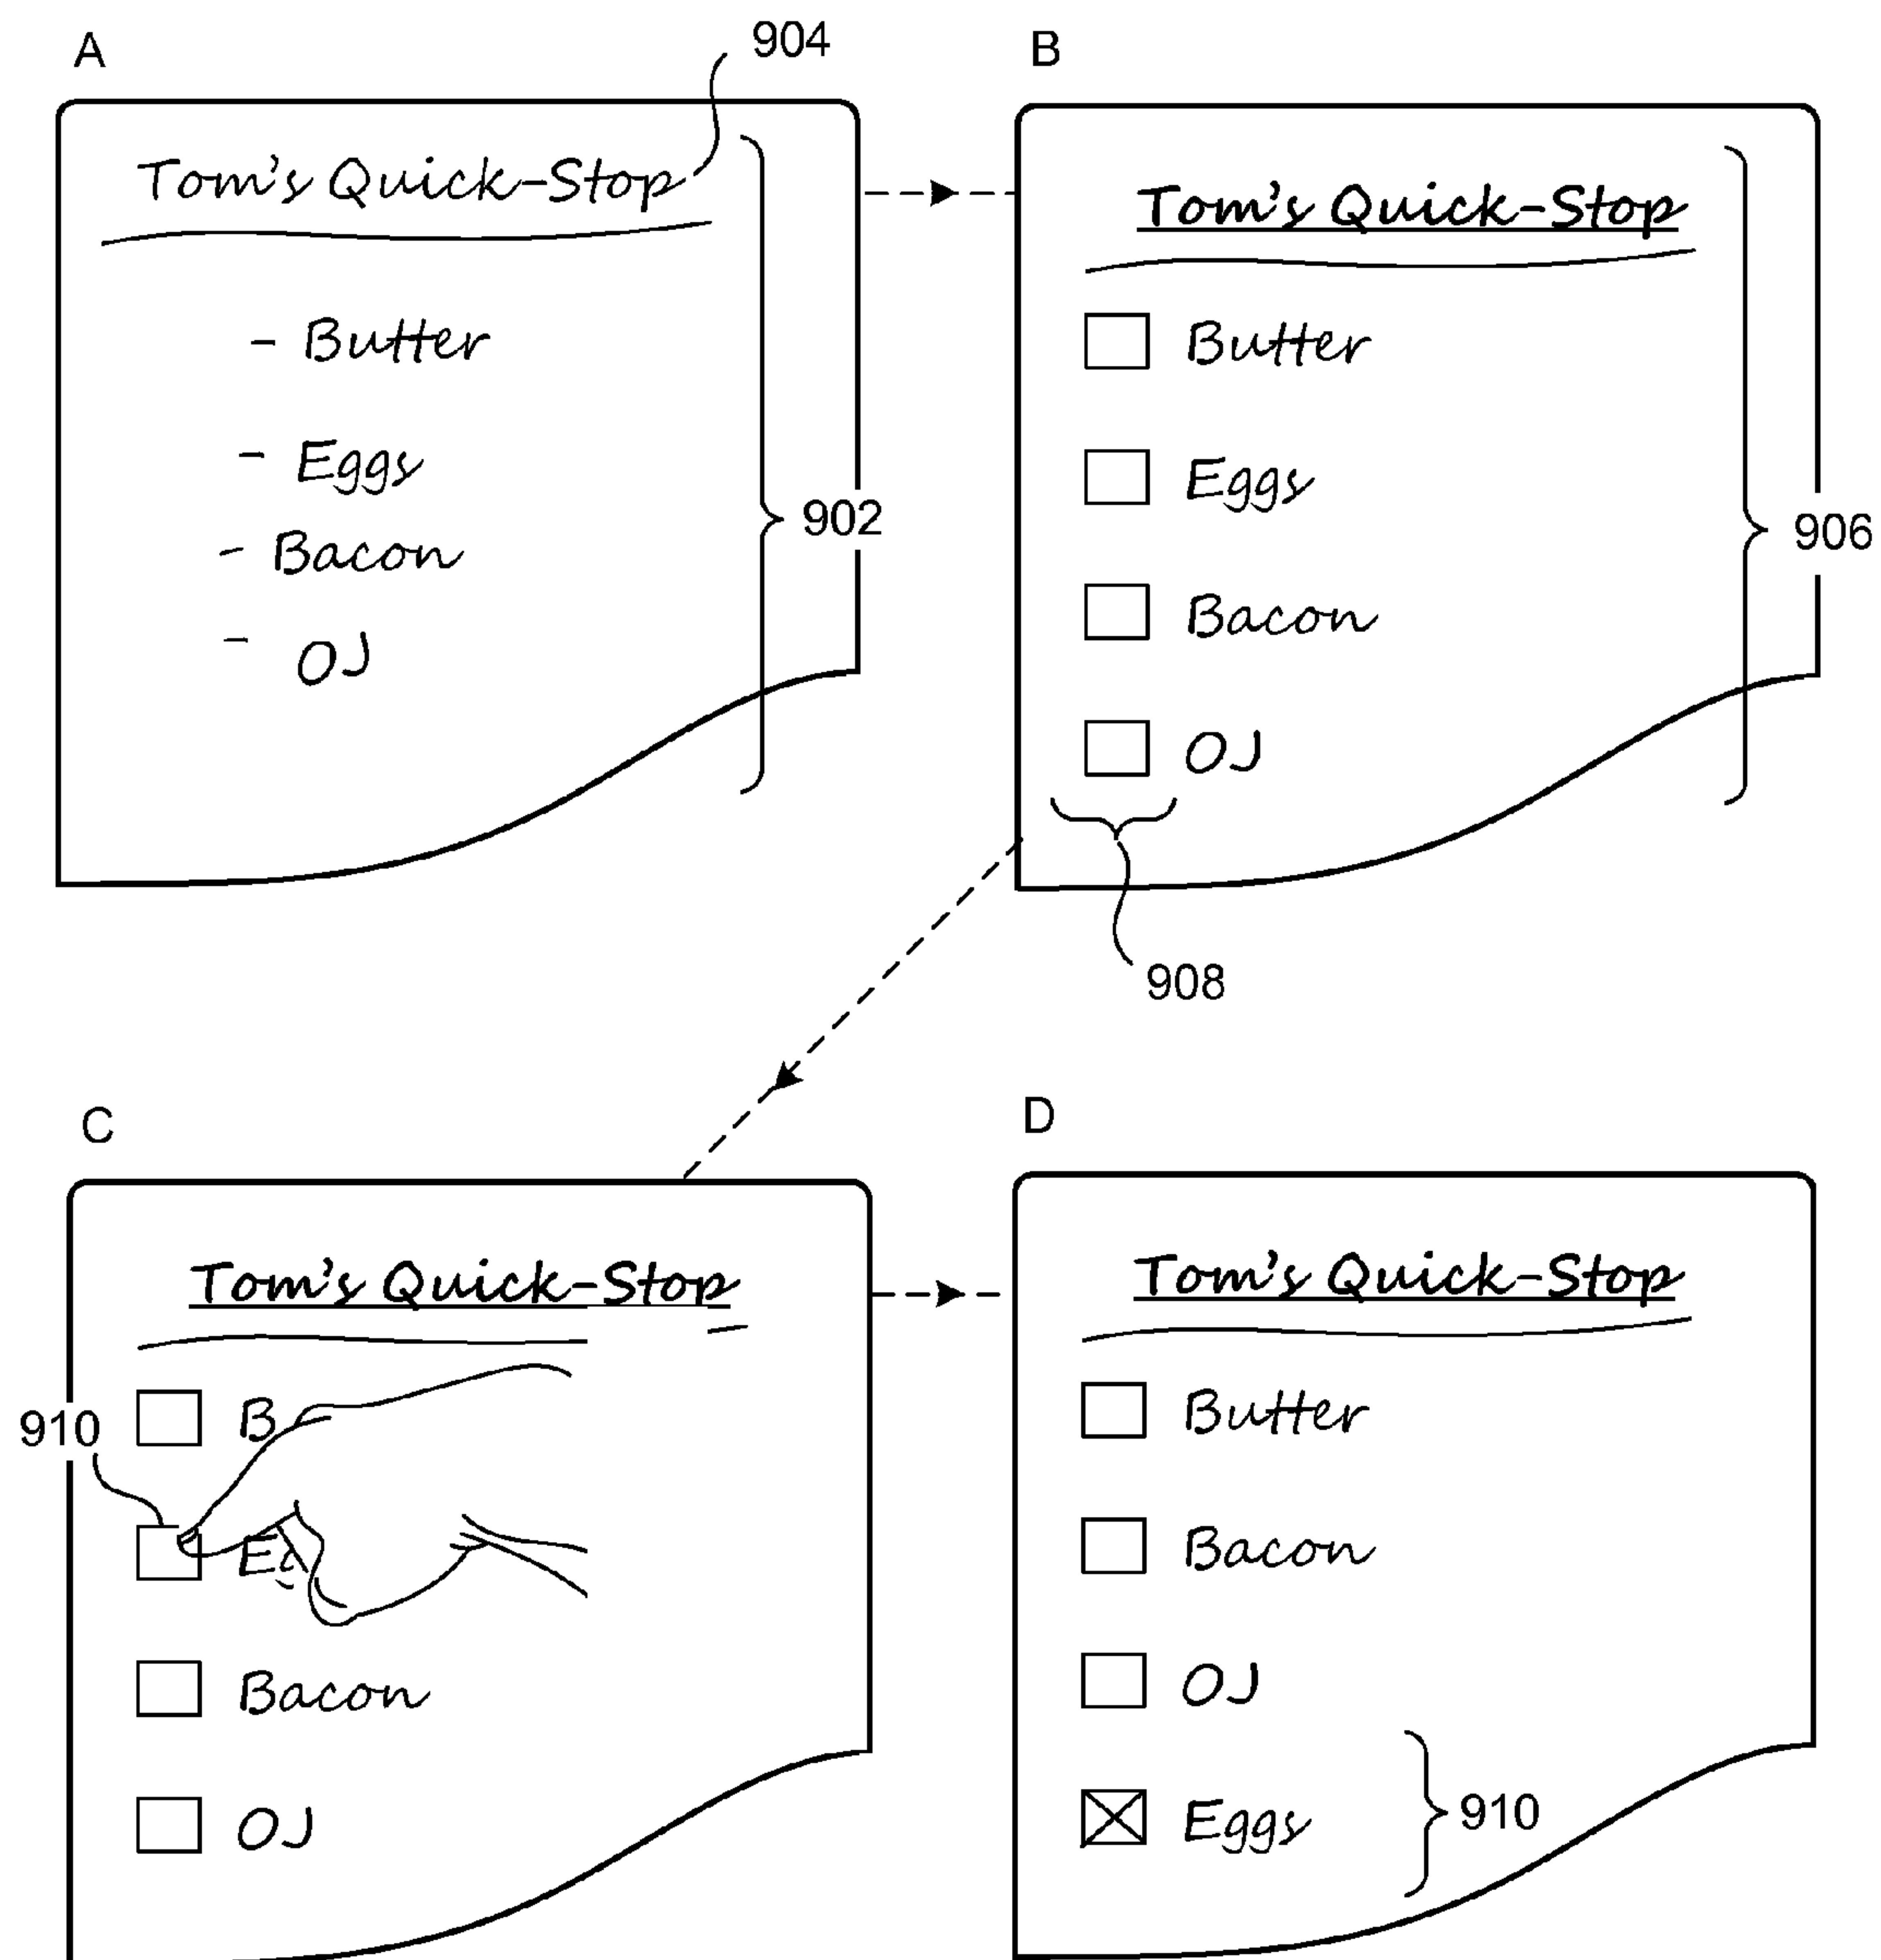 A
904
Tom's Quick-Stop
- Butter
- Eggs
- Bacon
- OJ
902
B
Tom's Quick-Stop
Butter
Eggs
Bacon
OJ
906
908
C
Tom's Quick-Stop
B
910
Eg
Bacon
OJ
D
Tom's Quick-Stop
Butter
Bacon
OJ
Eggs
910